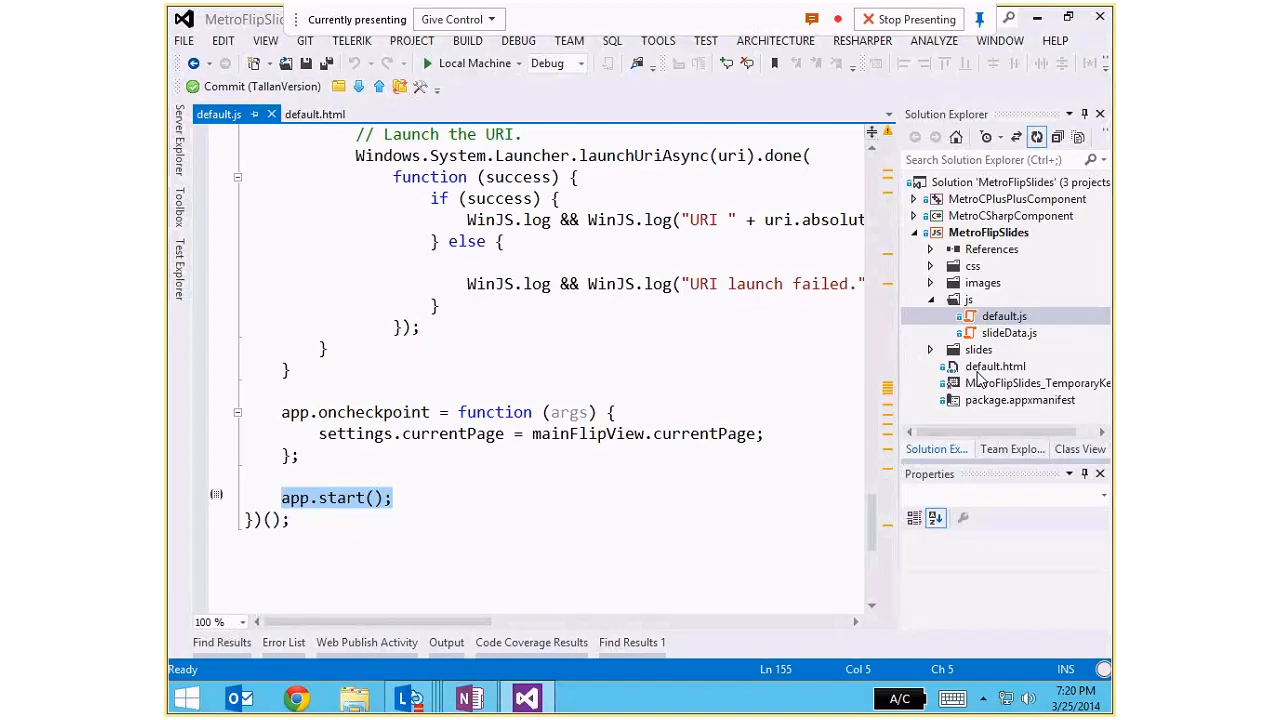 MetroFlipSlid
Currently presenting
Give Control
Stop Presenting
FILE EDIT VIEW GIT TELERIK PROJECT BUILD DEBUG TEAM SQL TOOLS TEST ARCHITECTURE RESHARPER ANALYZE WINDOW HELP
Local Machine Debug
Commit (TallanVersion)
default.js default.html
Server Explorer
Toolbox
Test Explorer
// Launch the URI.
Windows.System.Launcher.launchUriAsync(uri).done(
function (success) {
if (success) {
WinJS.log && WinJS.log("URI " + uri.absolut
} else {
WinJS.log && WinJS.log("URI launch failed."
}
});
}
}
app.oncheckpoint = function (args) {
settings.currentPage = mainFlipView.currentPage;
};
app.start();
})();
100 %
Solution Explorer
Search Solution Explorer (Ctrl+;)
Solution 'MetroFlipSlides' (3 projects
MetroCPlusPlusComponent
C# MetroCSharpComponent
JS MetroFlipSlides
References
css
images
js
default.js
slideData.js
slides
default.html
MetroFlipSlides_TemporaryKe
package.appxmanifest
Solution Ex... Team Explo... Class View
Properties
Find Results Error List Web Publish Activity Output Code Coverage Results Find Results 1
Ready Ln 155 Col 5 Ch 5 INS
A/C
7:20 PM
3/25/2014